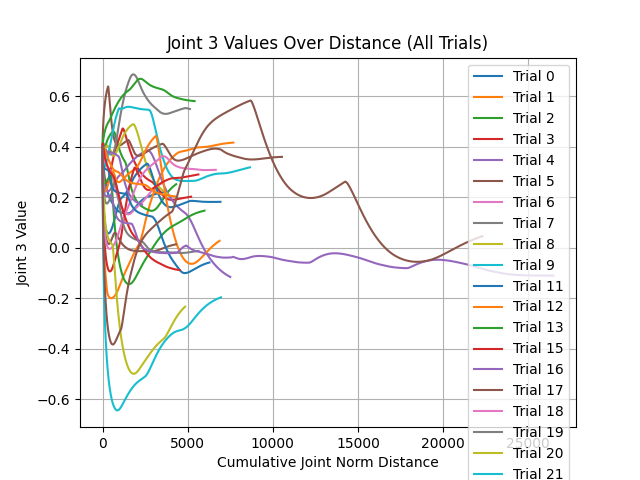 Joint 3 Values Over Distance (All Trials)
Joint 3 Value
0.6
0.4
0.2
0.0
−0.2
−0.4
−0.6
0
5000
10000
15000
20000
25000
Cumulative Joint Norm Distance
Trial 0
Trial 1
Trial 2
Trial 3
Trial 4
Trial 5
Trial 6
Trial 7
Trial 8
Trial 9
Trial 11
Trial 12
Trial 13
Trial 15
Trial 16
Trial 17
Trial 18
Trial 19
Trial 20
Trial 21